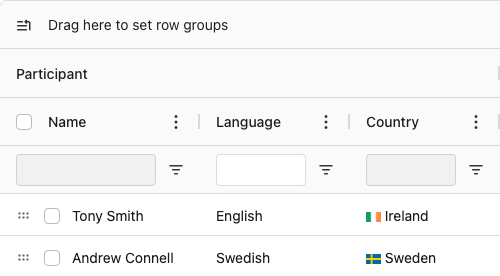 Drag here to set row groups
Participant
Name Language Country
Tony Smith English Ireland
Andrew Connell Swedish Sweden